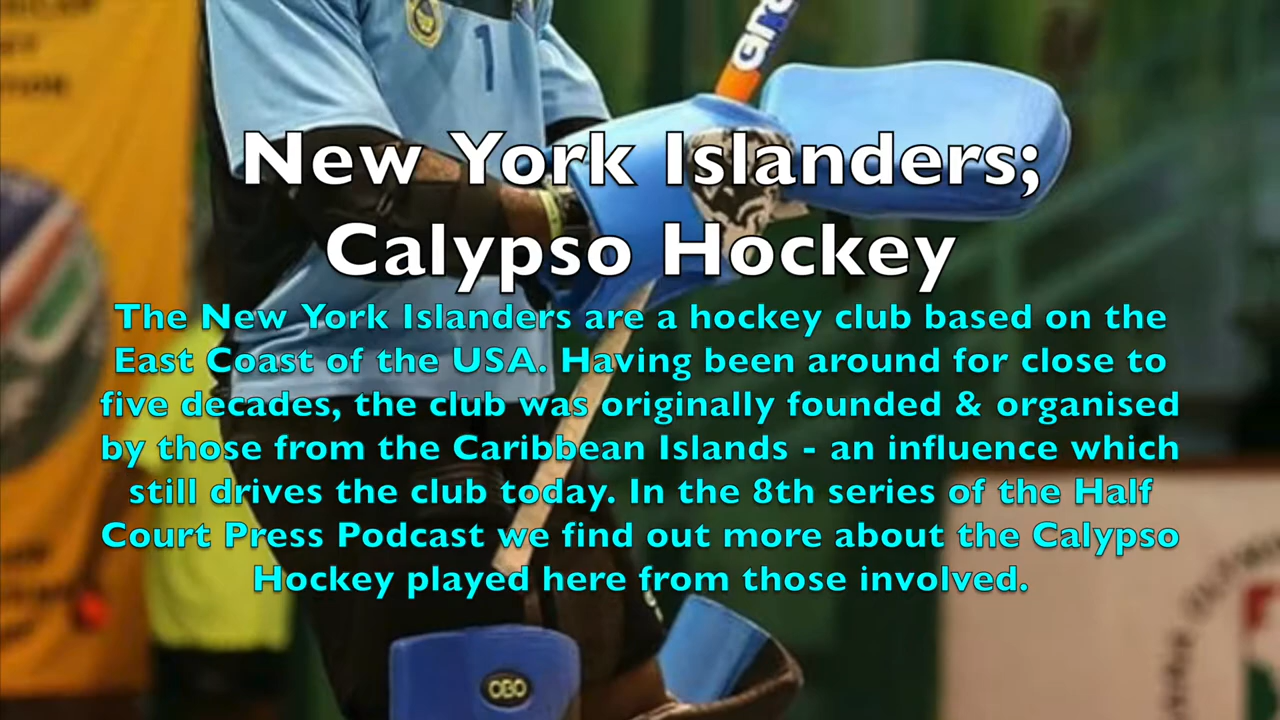 1
New York Islanders;
Calypso Hockey
The New York Islanders are a hockey club based on the
East Coast of the USA. Having been around for close to
five decades, the club was originally founded & organised
by those from the Caribbean Islands - an influence which
still drives the club today. In the 8th series of the Half
Court Press Podcast we find out more about the Calypso
Hockey played here from those involved.
OBO